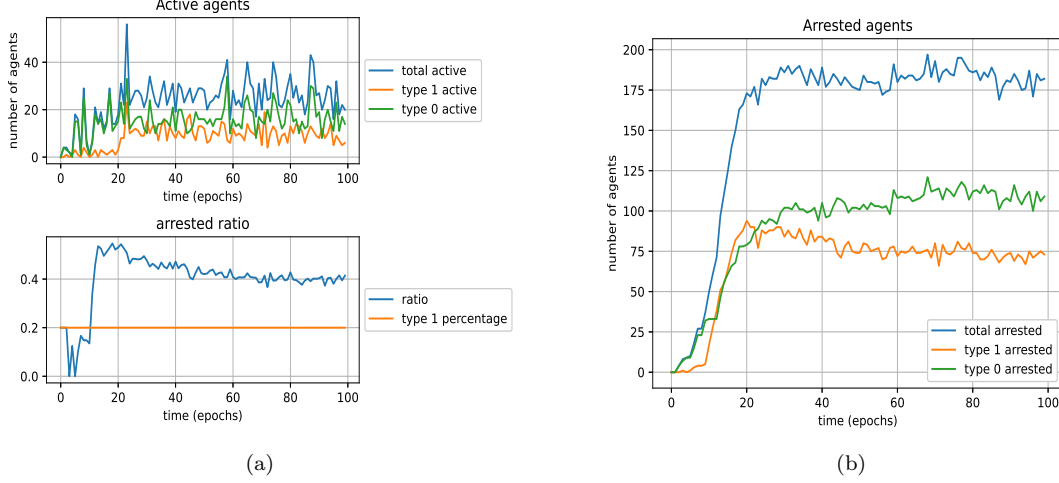 Active agents
number of agents
40
20
0
0
20
40
60
80
100
time (epochs)
total active
type 1 active
type 0 active
arrested ratio
0.4
0.2
0.0
0
20
40
60
80
100
time (epochs)
ratio
type 1 percentage
(a)
Arrested agents
number of agents
200
175
150
125
100
75
50
25
0
0
20
40
60
80
100
time (epochs)
total arrested
type 1 arrested
type 0 arrested
(b)